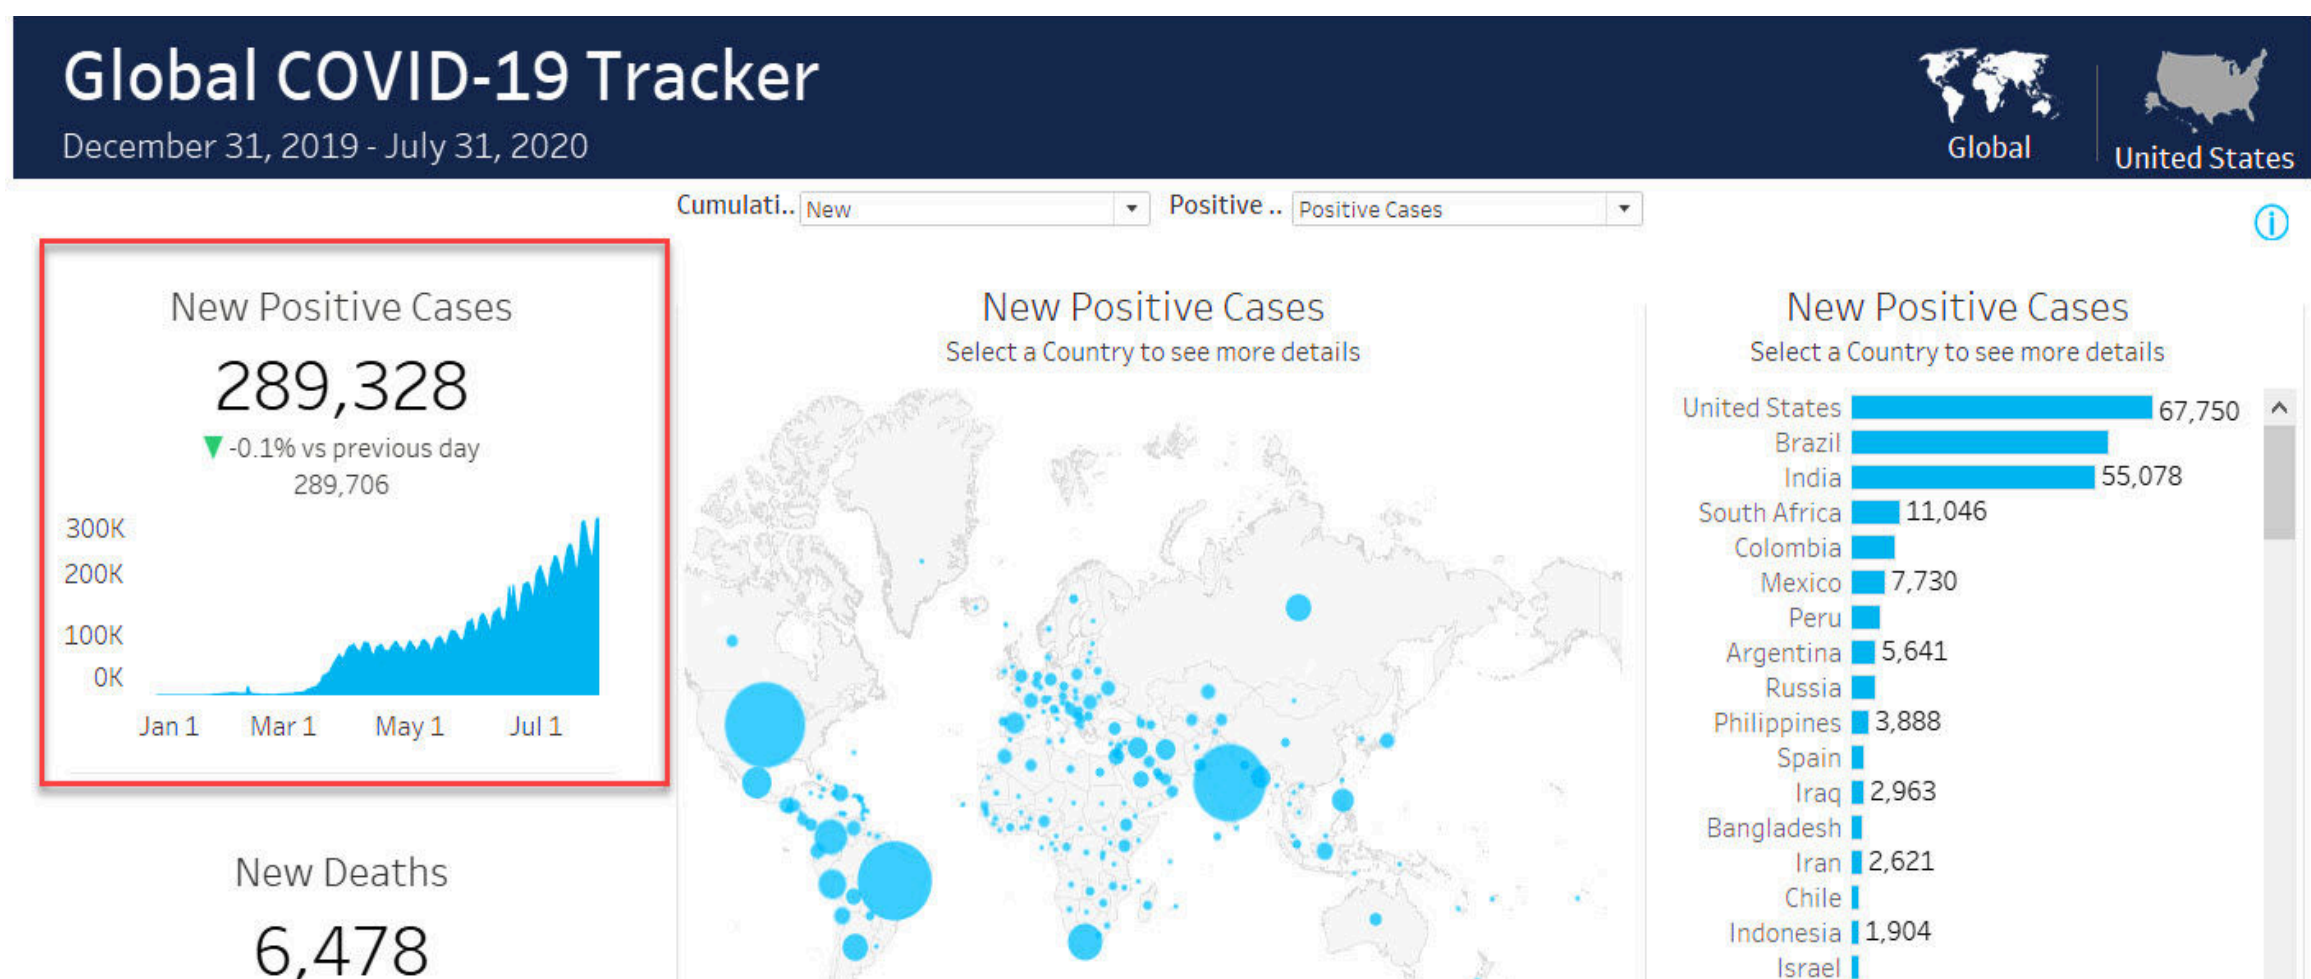 Global COVID-19 Tracker
December 31, 2019 - July 31, 2020
Global
United States
Cumulati.. New
Positive .. Positive Cases
New Positive Cases
289,328
-0.1% vs previous day
289,706
300K
200K
100K
0K
Jan 1 Mar 1 May 1 Jul 1
New Deaths
6,478
New Positive Cases
Select a Country to see more details
New Positive Cases
Select a Country to see more details
United States 67,750
Brazil
India 55,078
South Africa 11,046
Colombia
Mexico 7,730
Peru
Argentina 5,641
Russia
Philippines 3,888
Spain
Iraq 2,963
Bangladesh
Iran 2,621
Chile
Indonesia 1,904
Israel